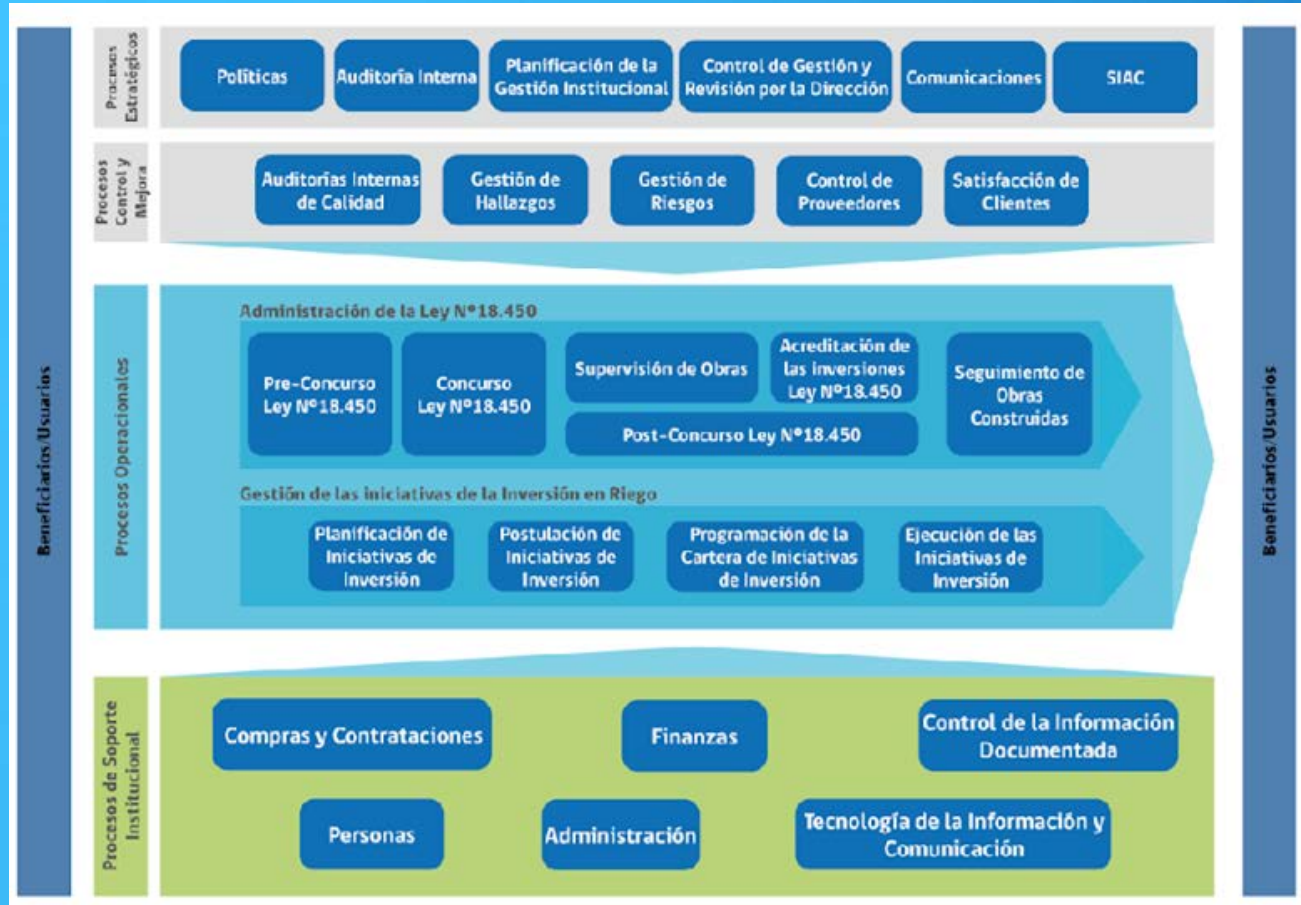 Beneficiarios/Usuarios
Procesos
Estratégicos
Políticas
Auditoría Interna
Planificación de la
Gestión Institucional
Control de Gestión y
Revisión por la Dirección
Comunicaciones
SIAC
Procesos
Control y
Mejora
Auditorías Internas
de Calidad
Gestión de
Hallazgos
Gestión de
Riesgos
Control de
Proveedores
Satisfacción de
Clientes
Procesos Operacionales
Administración de la Ley Nº18.450
Pre-Concurso
Ley Nº18.450
Concurso
Ley Nº18.450
Supervisión de Obras
Acreditación de
las inversiones
Ley Nº18.450
Post-Concurso Ley Nº18.450
Seguimiento de
Obras
Construidas
Gestión de las iniciativas de la Inversión en Riego
Planificación de
Iniciativas de
Inversión
Postulación de
Iniciativas de
Inversión
Programación de la
Cartera de Iniciativas
de Inversión
Ejecución de las
Iniciativas de
Inversión
Procesos de Soporte
Institucional
Compras y Contrataciones
Finanzas
Control de la Información
Documentada
Personas
Administración
Tecnología de la Información y
Comunicación
Beneficiarios/Usuarios